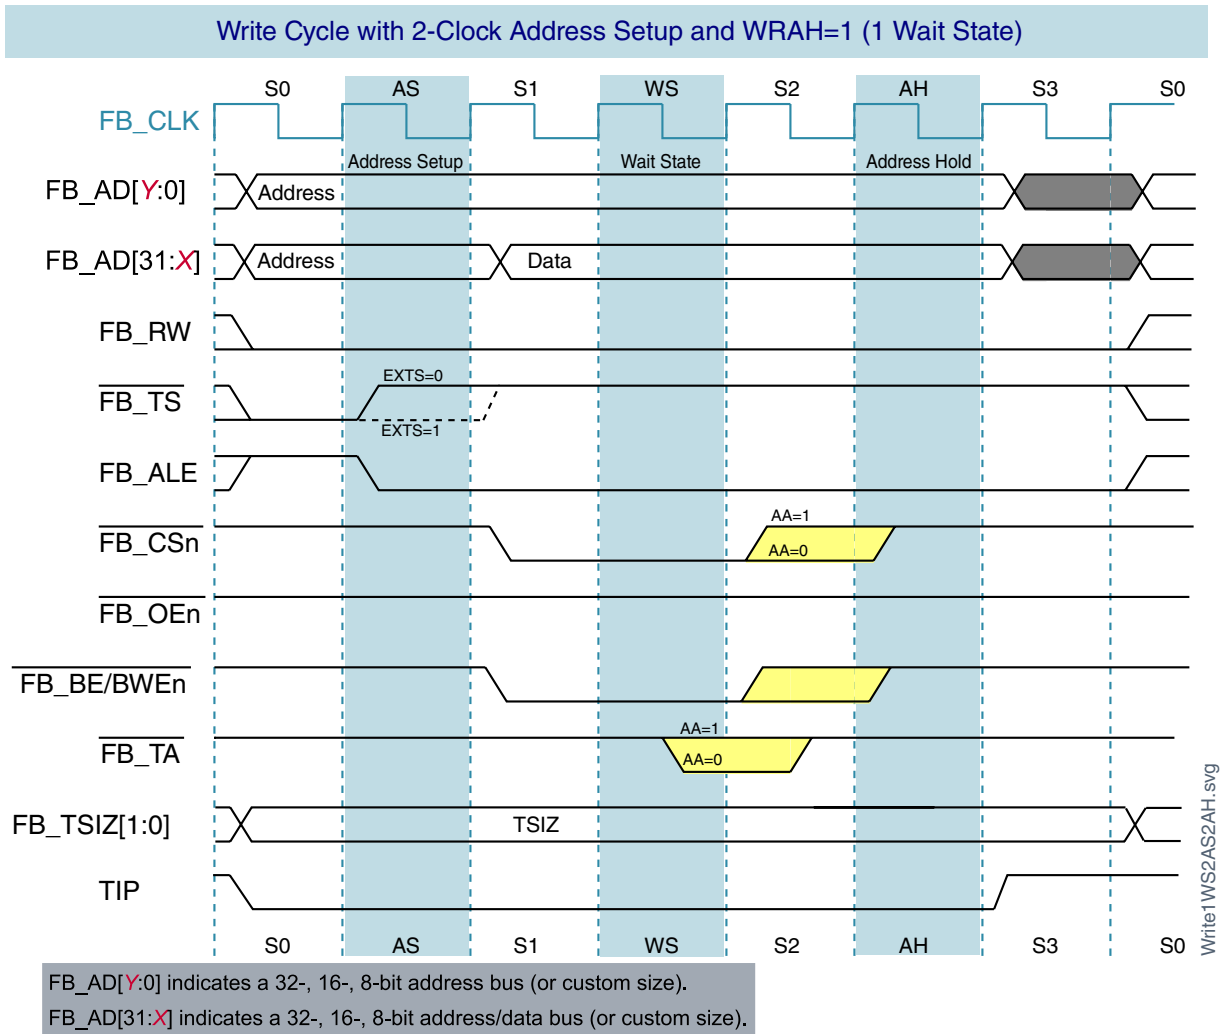 Write Cycle with 2-Clock Address Setup and WRAH=1 (1 Wait State)
S0 AS S1 WS S2 AH S3 S0
FB_CLK
Address Setup Wait State Address Hold
FB_AD[Y:0] Address
FB_AD[31:X] Address Data
FB_RW
EXTS=0
FB_TS
EXTS=1
FB_ALE
AA=1
FB_CSn
AA=0
FB_OEn
FB_BE/BWEn
AA=1
FB_TA
AA=0
FB_TSIZ[1:0] TSIZ
TIP
S0 AS S1 WS S2 AH S3 S0
Write1WS2AS2AH.svg
FB_AD[Y:0] indicates a 32-, 16-, 8-bit address bus (or custom size).
FB_AD[31:X] indicates a 32-, 16-, 8-bit address/data bus (or custom size).